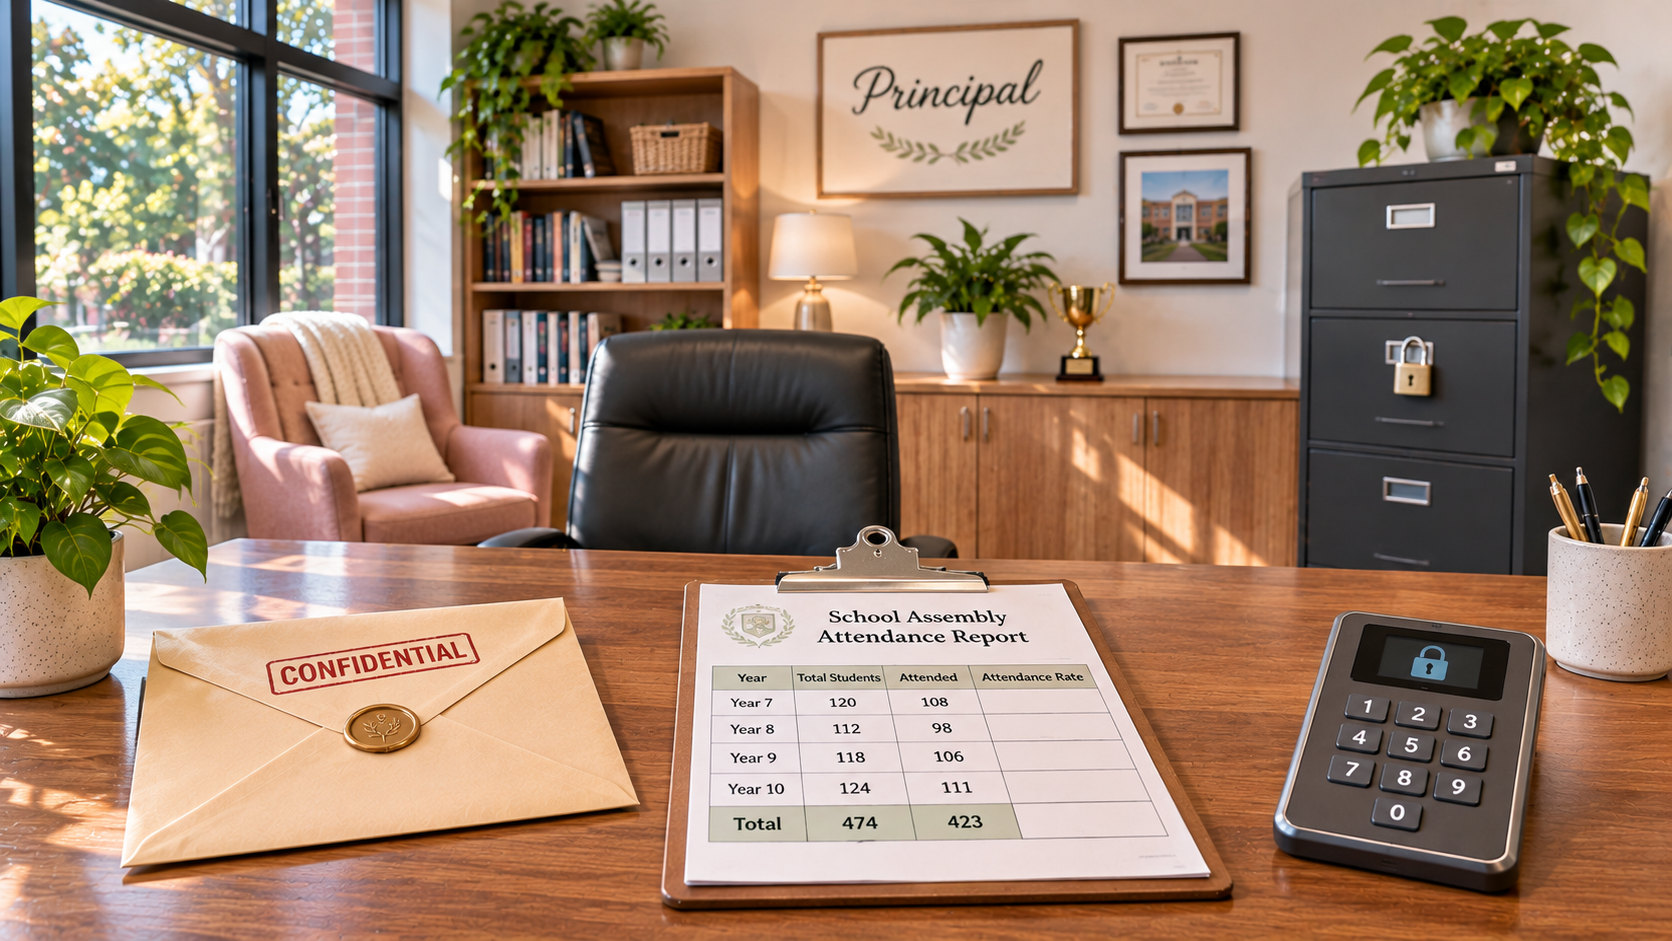 Principal
CONFIDENTIAL
School Assembly
Attendance Report
Year Total Students Attended Attendance Rate
Year 7 120 108
Year 8 112 98
Year 9 118 106
Year 10 124 111
Total 474 423
1 2 3
4 5 6
7 8 9
0